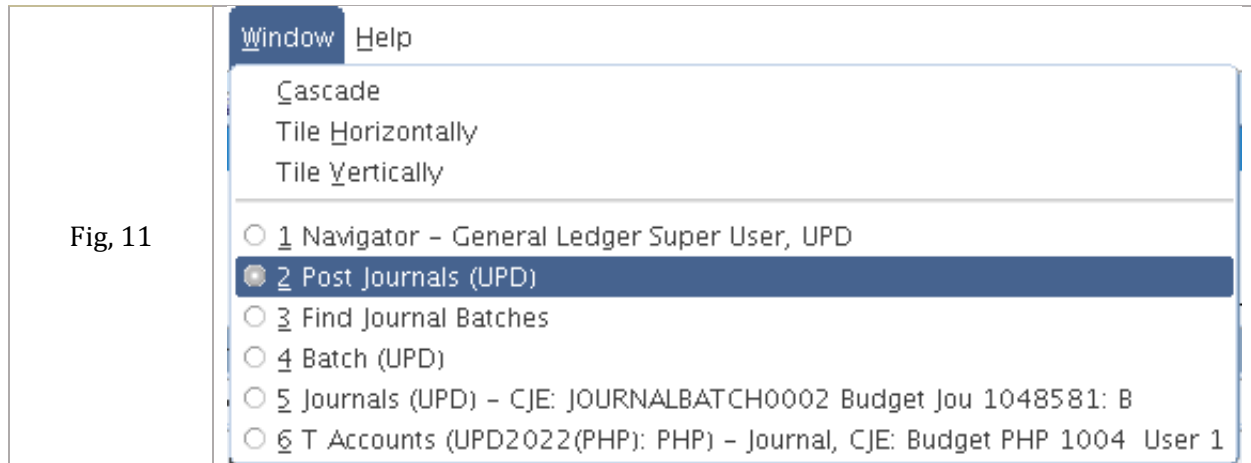 Window Help
Cascade
Tile Horizontally
Tile Vertically
Fig, 11
1 Navigator – General Ledger Super User, UPD
2 Post Journals (UPD)
3 Find Journal Batches
4 Batch (UPD)
5 Journals (UPD) – CJE: JOURNALBATCH0002 Budget Jou 1048581: B
6 T Accounts (UPD2022(PHP): PHP) – Journal, CJE: Budget PHP 1004 User 1